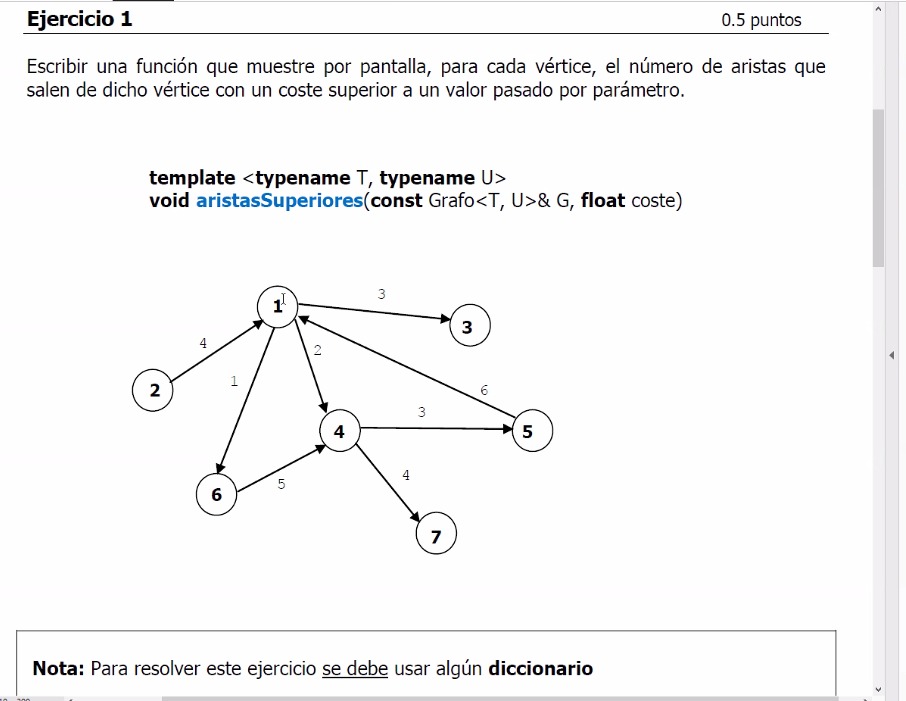 Ejercicio 1 0.5 puntos
Escribir una función que muestre por pantalla, para cada vértice, el número de aristas que
salen de dicho vértice con un coste superior a un valor pasado por parámetro.
template <typename T, typename U>
void aristasSuperiores(const Grafo<T, U>& G, float coste)
3
1
3
4
2
1
2
6
3
4
5
6
5
4
7
Nota: Para resolver este ejercicio se debe usar algún diccionario